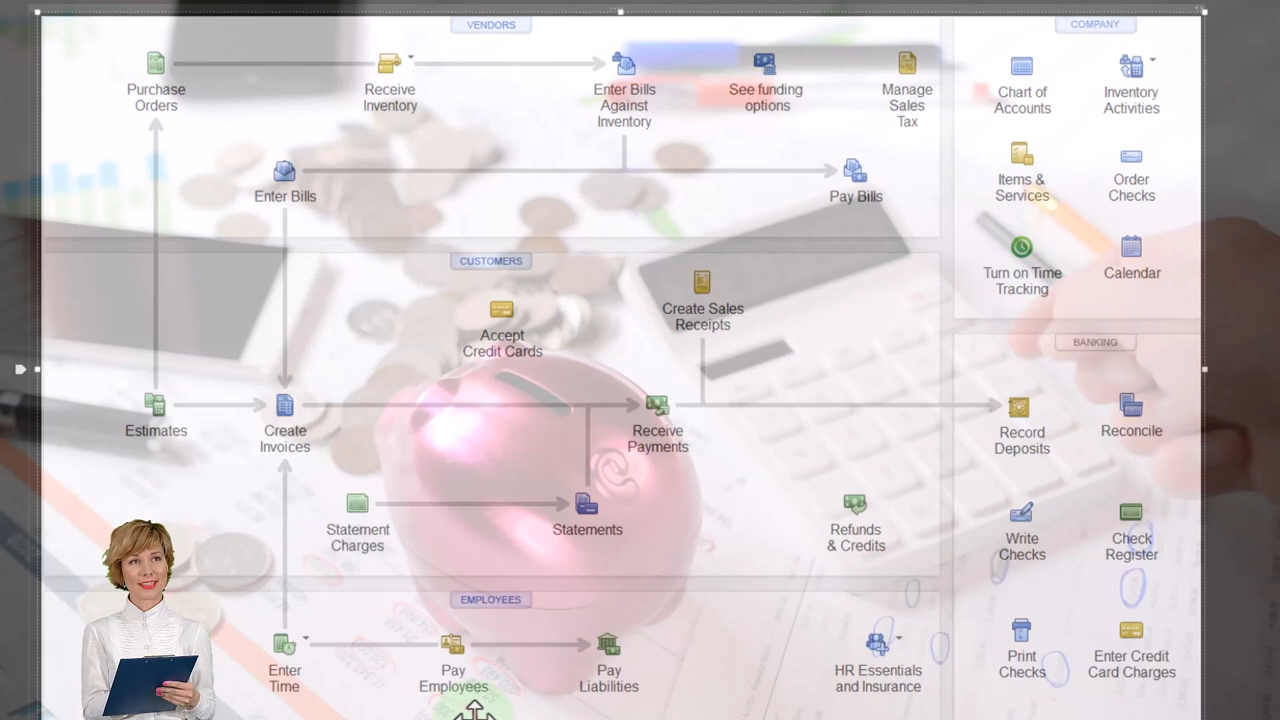 VENDORS
Purchase
Orders
Receive
Inventory
Enter Bills
Against
Inventory
See funding
options
Manage
Sales
Tax
Enter Bills
Pay Bills
CUSTOMERS
Accept
Credit Cards
Create Sales
Receipts
Estimates
Create
Invoices
Receive
Payments
Statement
Charges
Statements
Refunds
& Credits
EMPLOYEES
Enter
Time
Pay
Employees
Pay
Liabilities
HR Essentials
and Insurance
COMPANY
Chart of
Accounts
Inventory
Activities
Items &
Services
Order
Checks
Turn on Time
Tracking
Calendar
BANKING
Record
Deposits
Reconcile
Write
Checks
Check
Register
Print
Checks
Enter Credit
Card Charges